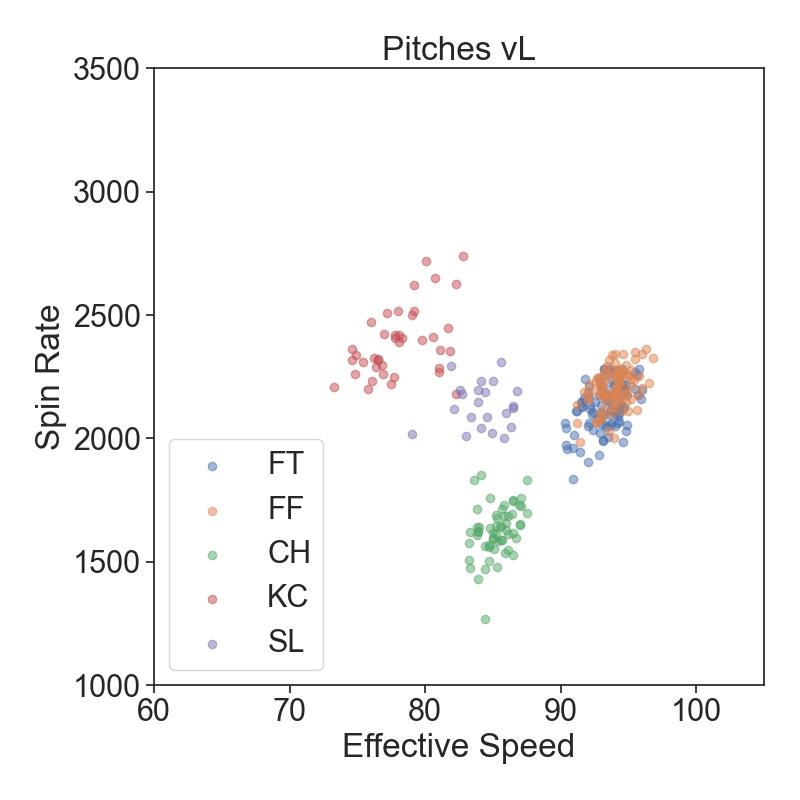 Pitches vL
Spin Rate
3500
3000
2500
2000
1500
1000
FT
FF
CH
KC
SL
60 70 80 90 100
Effective Speed